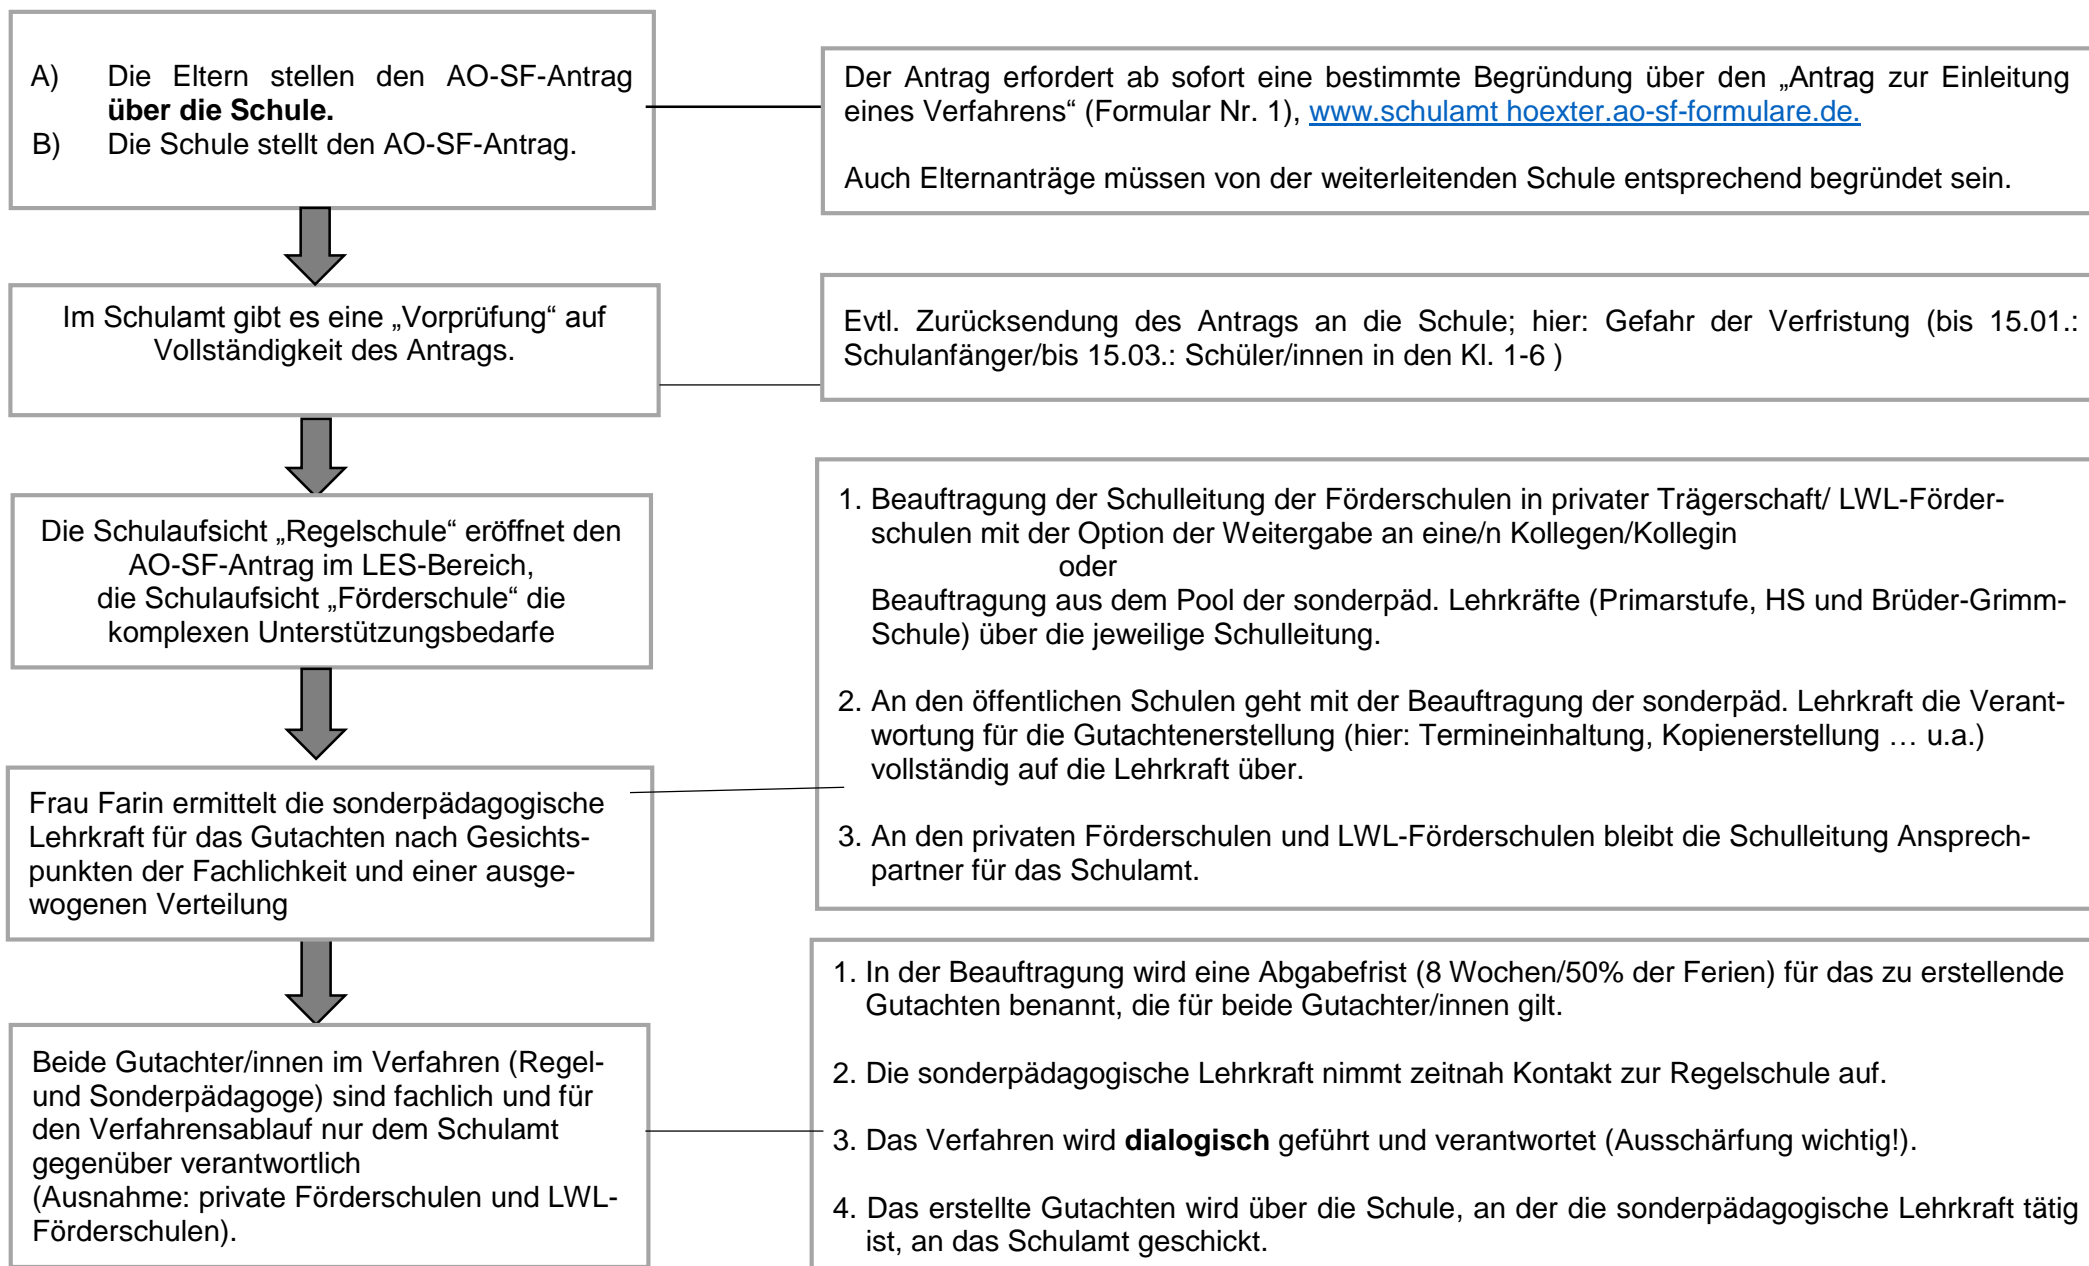 A) Die Eltern stellen den AO-SF-Antrag
über die Schule.
B) Die Schule stellt den AO-SF-Antrag.
Der Antrag erfordert ab sofort eine bestimmte Begründung über den „Antrag zur Einleitung
eines Verfahrens“ (Formular Nr. 1), www.schulamt hoexter.ao-sf-formulare.de.
Auch Elternanträge müssen von der weiterleitenden Schule entsprechend begründet sein.
Im Schulamt gibt es eine „Vorprüfung“ auf
Vollständigkeit des Antrags.
Evtl. Zurücksendung des Antrags an die Schule; hier: Gefahr der Verfristung (bis 15.01.:
Schulanfänger/bis 15.03.: Schüler/innen in den Kl. 1-6 )
Die Schulaufsicht „Regelschule“ eröffnet den
AO-SF-Antrag im LES-Bereich,
die Schulaufsicht „Förderschule“ die
komplexen Unterstützungsbedarfe
1. Beauftragung der Schulleitung der Förderschulen in privater Trägerschaft/ LWL-Förder-
schulen mit der Option der Weitergabe an eine/n Kollegen/Kollegin
oder
Beauftragung aus dem Pool der sonderpäd. Lehrkräfte (Primarstufe, HS und Brüder-Grimm-
Schule) über die jeweilige Schulleitung.
2. An den öffentlichen Schulen geht mit der Beauftragung der sonderpäd. Lehrkraft die Verant-
wortung für die Gutachtenerstellung (hier: Termineinhaltung, Kopienerstellung … u.a.)
vollständig auf die Lehrkraft über.
3. An den privaten Förderschulen und LWL-Förderschulen bleibt die Schulleitung Ansprech-
partner für das Schulamt.
Frau Farin ermittelt die sonderpädagogische
Lehrkraft für das Gutachten nach Gesichts-
punkten der Fachlichkeit und einer ausge-
wogenen Verteilung
Beide Gutachter/innen im Verfahren (Regel-
und Sonderpädagoge) sind fachlich und für
den Verfahrensablauf nur dem Schulamt
gegenüber verantwortlich
(Ausnahme: private Förderschulen und LWL-
Förderschulen).
1. In der Beauftragung wird eine Abgabefrist (8 Wochen/50% der Ferien) für das zu erstellende
Gutachten benannt, die für beide Gutachter/innen gilt.
2. Die sonderpädagogische Lehrkraft nimmt zeitnah Kontakt zur Regelschule auf.
3. Das Verfahren wird dialogisch geführt und verantwortet (Ausschärfung wichtig!).
4. Das erstellte Gutachten wird über die Schule, an der die sonderpädagogische Lehrkraft tätig
ist, an das Schulamt geschickt.